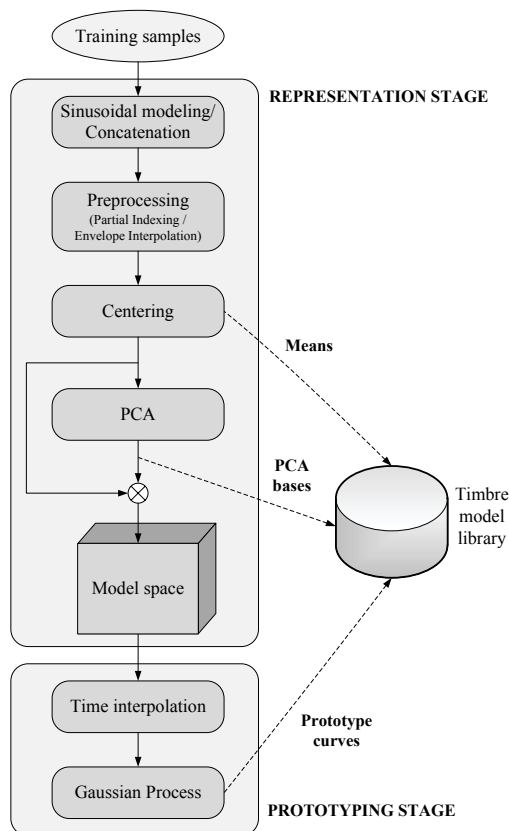 Training samples
REPRESENTATION STAGE
Sinusoidal modeling/
Concatenation
Preprocessing
(Partial Indexing /
Envelope Interpolation)
Centering
Means
PCA
PCA
bases
Timbre
model
library
Model space
Time interpolation
Prototype
curves
Gaussian Process
PROTOTYPING STAGE